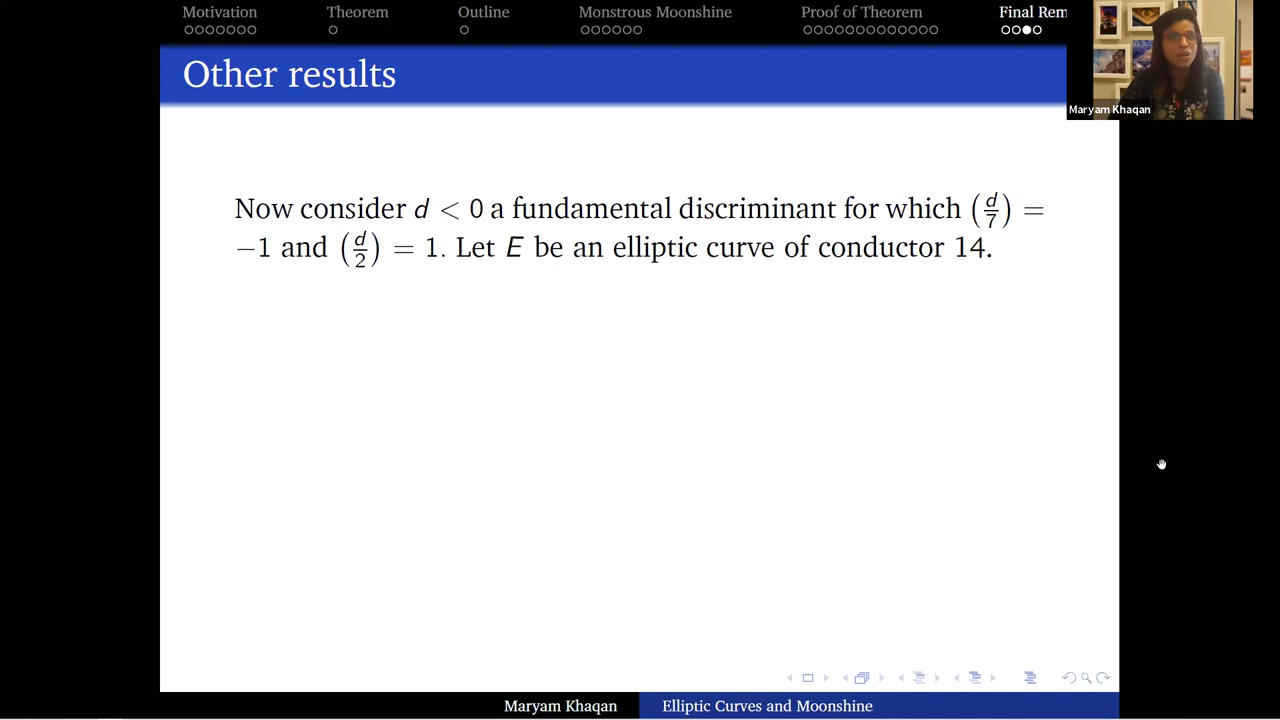 Motivation Theorem Outline Monstrous Moonshine Proof of Theorem Final Rem
Other results
Maryam Khaqan
Now consider d < 0 a fundamental discriminant for which (d/7) =
−1 and (d/2) = 1. Let E be an elliptic curve of conductor 14.
Maryam Khaqan Elliptic Curves and Moonshine